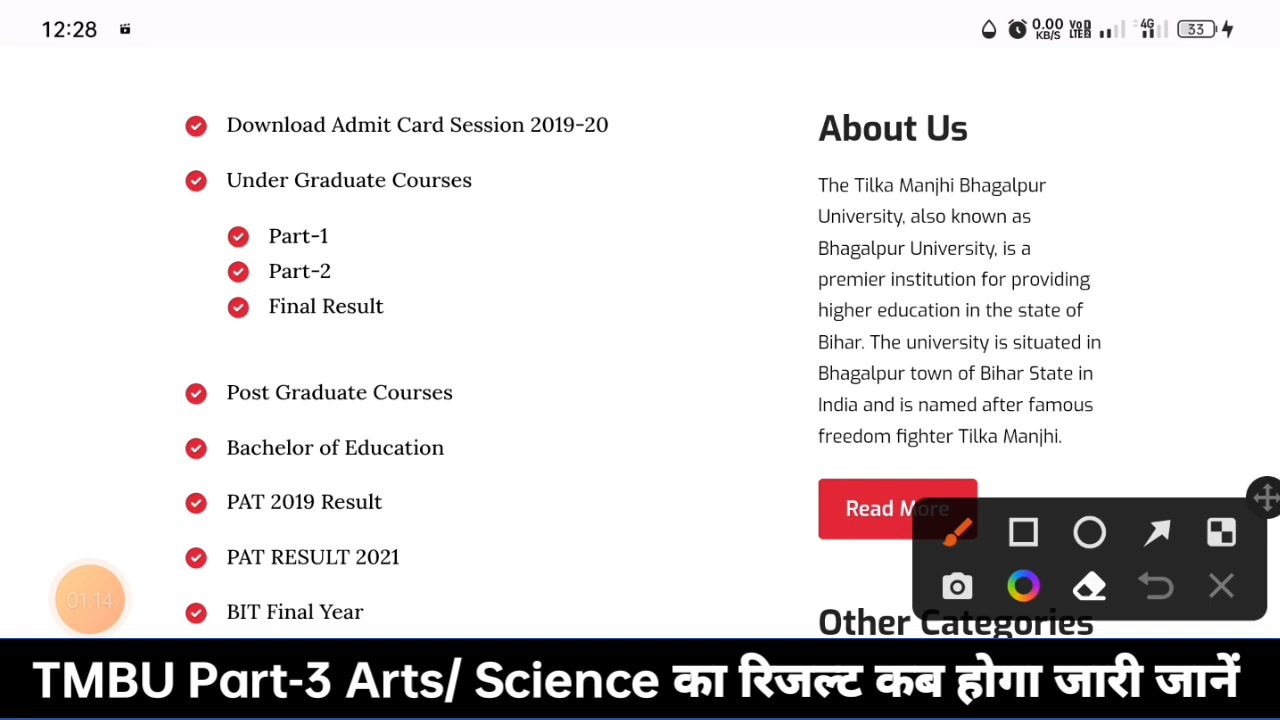 12:28
0.00
KB/S
VoD
LTE2
4G
33
Download Admit Card Session 2019-20
Under Graduate Courses
Part-1
Part-2
Final Result
Post Graduate Courses
Bachelor of Education
PAT 2019 Result
PAT RESULT 2021
BIT Final Year
About Us
The Tilka Manjhi Bhagalpur
University, also known as
Bhagalpur University, is a
premier institution for providing
higher education in the state of
Bihar. The university is situated in
Bhagalpur town of Bihar State in
India and is named after famous
freedom fighter Tilka Manjhi.
Read More
Other Categories
01:14
TMBU Part-3 Arts/ Science का रिजल्ट कब होगा जारी जानें